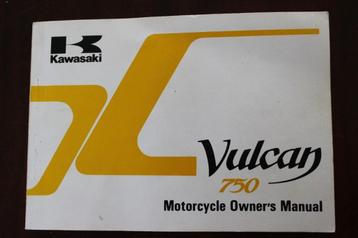 Kawasaki
Vulcan
750
Motorcycle Owner's Manual